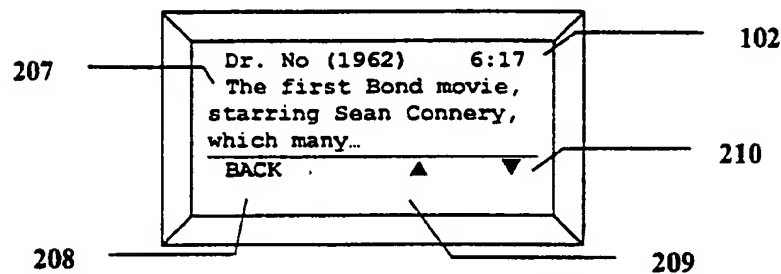 102
Dr. No (1962) 6:17
207
The first Bond movie,
starring Sean Connery,
which many…
210
BACK ▲ ▼
208
209